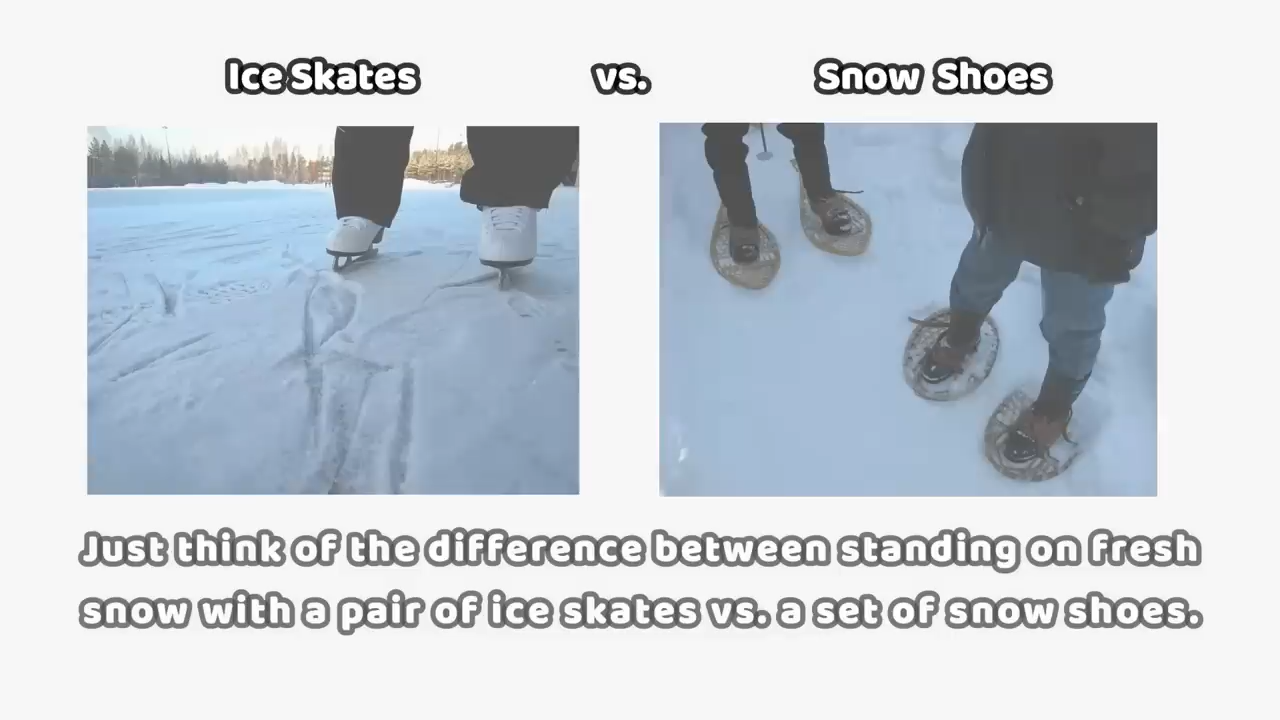 Ice Skates vs. Snow Shoes
Just think of the difference between standing on fresh
snow with a pair of ice skates vs. a set of snow shoes.